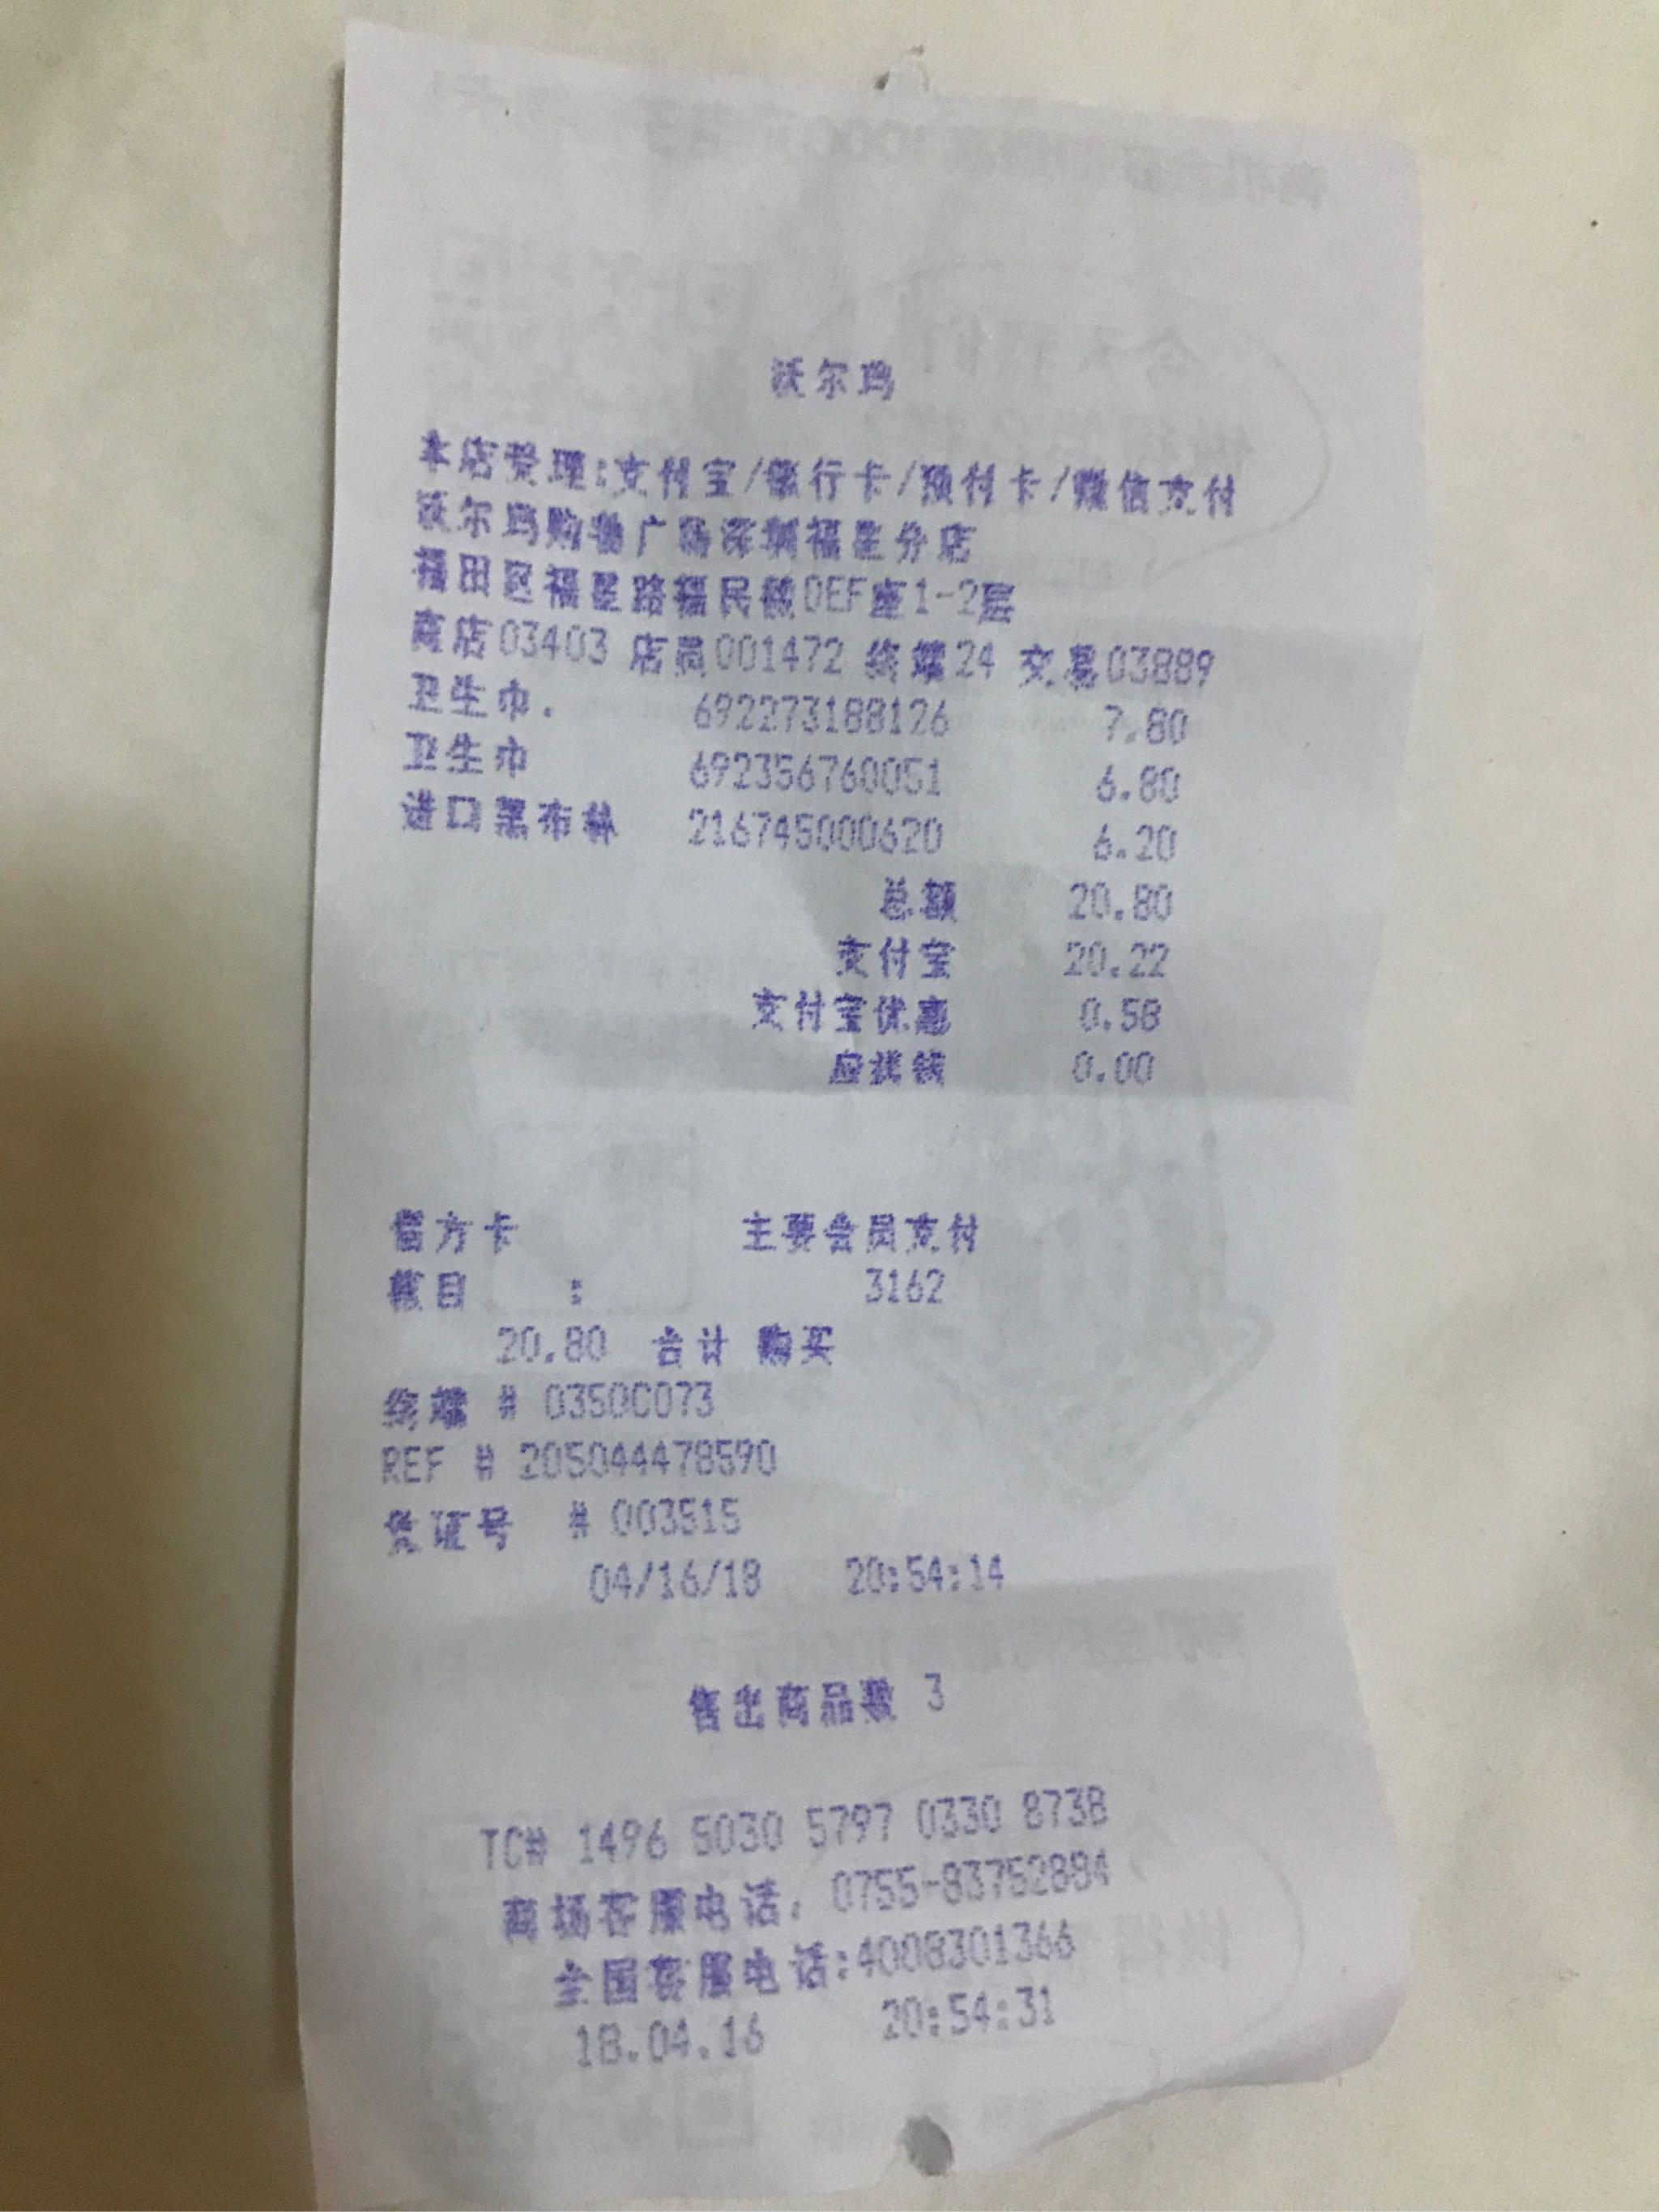 沃尔玛
本店受理:支付宝/银行卡/预付卡/微信支付
沃尔玛购物广场深圳福星分店
福田区福星路福民楼DEF座1-2层
商店03403 店员001472 终端24 交易03889
卫生巾. 692273188126 7.80
卫生巾 692356760051 6.80
进口黑布林 216745000620 6.20
总额 20.80
支付宝 20.22
支付宝优惠 0.58
应找钱 0.00
借方卡 主要会员支付
帐目 : 3162
20.80 合计 购买
终端 # 0350C073
REF # 205044478590
凭证号 # 003515
04/16/18 20:54:14
售出商品数 3
TC# 1496 5030 5797 0330 8738
商场客服电话. 0755-83752884
全国客服电话:4008301366
18.04.16 20:54:31